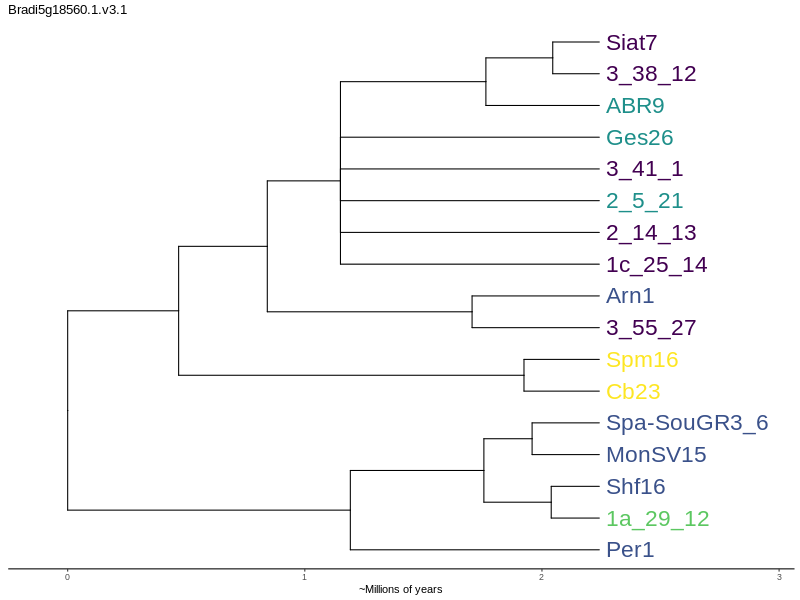 Bradi5g18560.1.v3.1
Siat7
3_38_12
ABR9
Ges26
3_41_1
2_5_21
2_14_13
1c_25_14
Arn1
3_55_27
Spm16
Cb23
Spa-SouGR3_6
MonSV15
Shf16
1a_29_12
Per1
0 1 2 3
~Millions of years